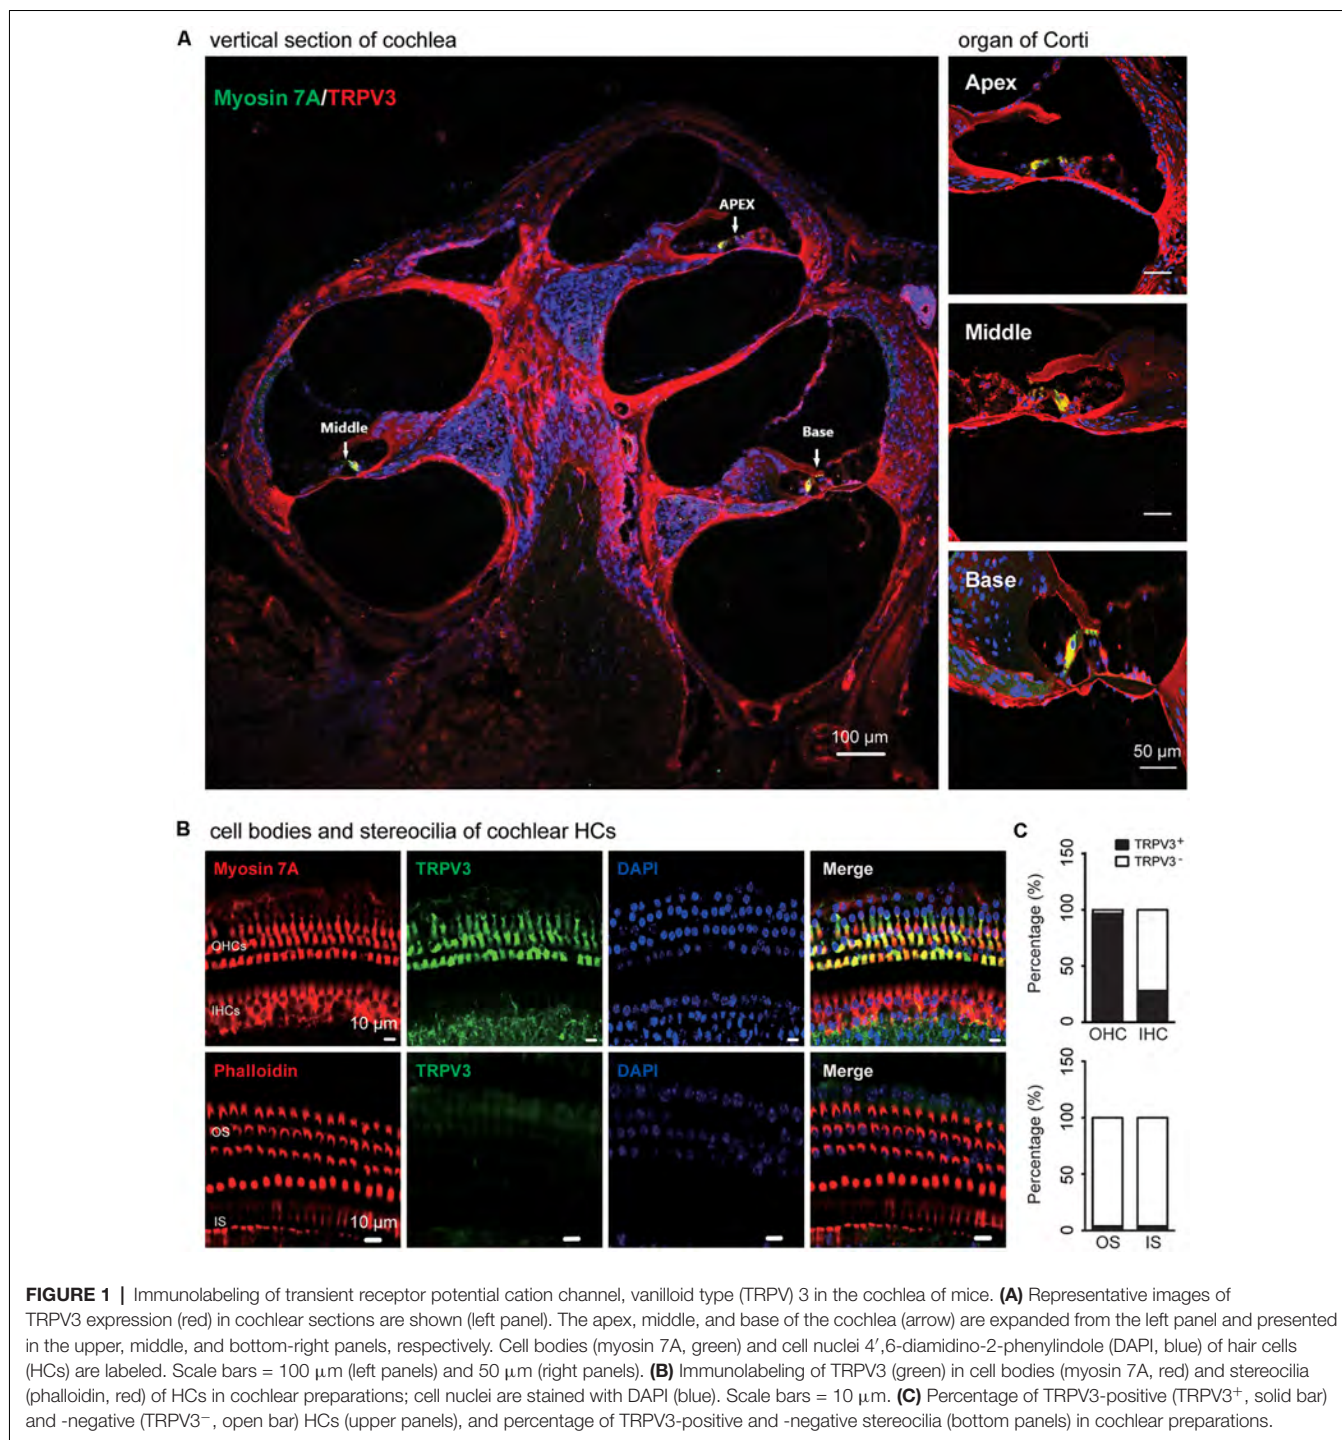 A vertical section of cochlea
organ of Corti
Myosin 7A/TRPV3
APEX
Middle
Base
100 µm
Apex
Middle
Base
50 µm
B cell bodies and stereocilia of cochlear HCs
Myosin 7A
OHCs
IHCs
10 µm
TRPV3
DAPI
Merge
Phalloidin
OS
IS
10 µm
TRPV3
DAPI
Merge
C
TRPV3+
TRPV3-
Percentage (%)
150
100
50
0
OHC IHC
Percentage (%)
150
100
50
0
OS IS
FIGURE 1 | Immunolabeling of transient receptor potential cation channel, vanilloid type (TRPV) 3 in the cochlea of mice. (A) Representative images of
TRPV3 expression (red) in cochlear sections are shown (left panel). The apex, middle, and base of the cochlea (arrow) are expanded from the left panel and presented
in the upper, middle, and bottom-right panels, respectively. Cell bodies (myosin 7A, green) and cell nuclei 4′,6-diamidino-2-phenylindole (DAPI, blue) of hair cells
(HCs) are labeled. Scale bars = 100 µm (left panels) and 50 µm (right panels). (B) Immunolabeling of TRPV3 (green) in cell bodies (myosin 7A, red) and stereocilia
(phalloidin, red) of HCs in cochlear preparations; cell nuclei are stained with DAPI (blue). Scale bars = 10 µm. (C) Percentage of TRPV3-positive (TRPV3+, solid bar)
and -negative (TRPV3−, open bar) HCs (upper panels), and percentage of TRPV3-positive and -negative stereocilia (bottom panels) in cochlear preparations.